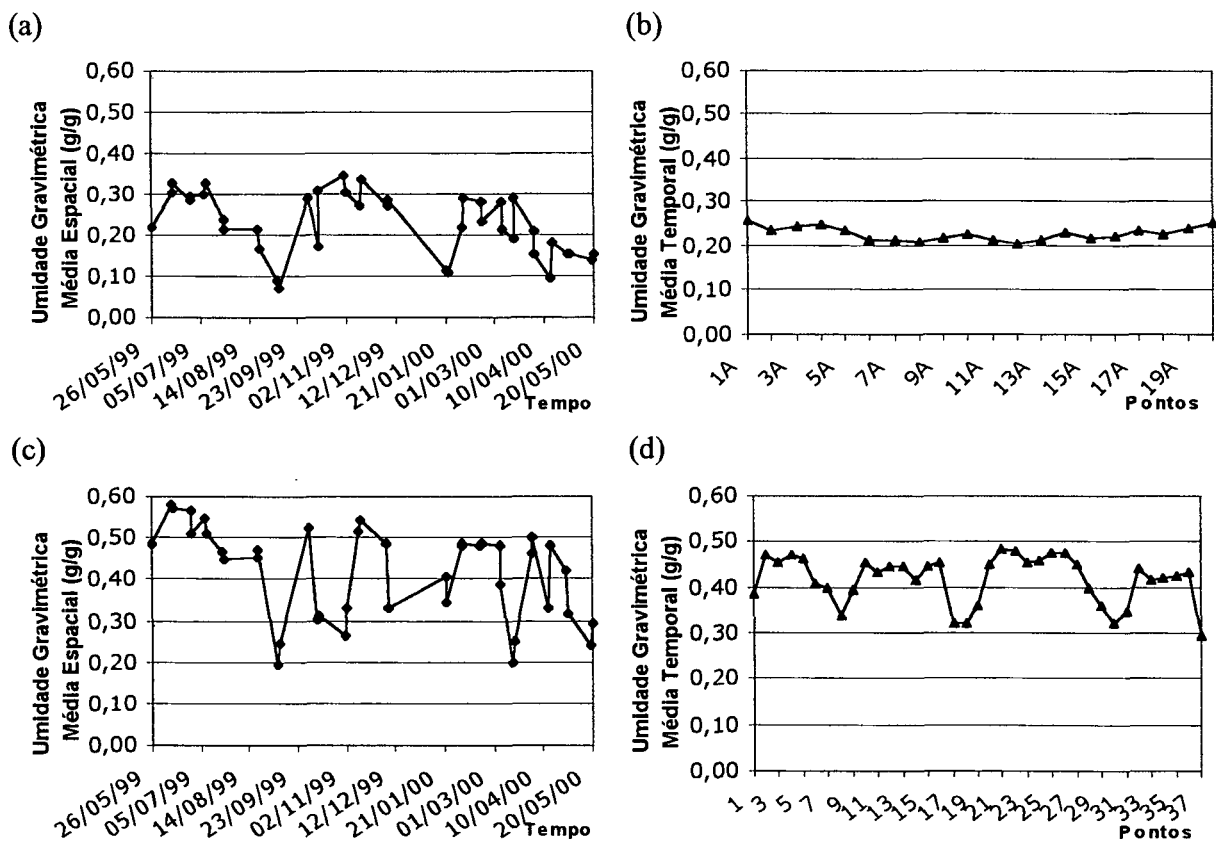 (a)
Umidade Gravimétrica
Média Espacial (g/g)
0,60
0,50
0,40
0,30
0,20
0,10
0,00
26/05/99
05/07/99
14/08/99
23/09/99
02/11/99
12/12/99
21/01/00
01/03/00
10/04/00
20/05/00
Tempo
(b)
Umidade Gravimétrica
Média Temporal (g/g)
0,60
0,50
0,40
0,30
0,20
0,10
0,00
1A
3A
5A
7A
9A
11A
13A
15A
17A
19A
Pontos
(c)
Umidade Gravimétrica
Média Espacial (g/g)
0,60
0,50
0,40
0,30
0,20
0,10
0,00
26/05/99
05/07/99
14/08/99
23/09/99
02/11/99
12/12/99
21/01/00
01/03/00
10/04/00
20/05/00
Tempo
(d)
Umidade Gravimétrica
Média Temporal (g/g)
0,60
0,50
0,40
0,30
0,20
0,10
0,00
1
3
5
7
9
11
13
15
17
19
21
23
25
27
29
31
33
35
37
Pontos